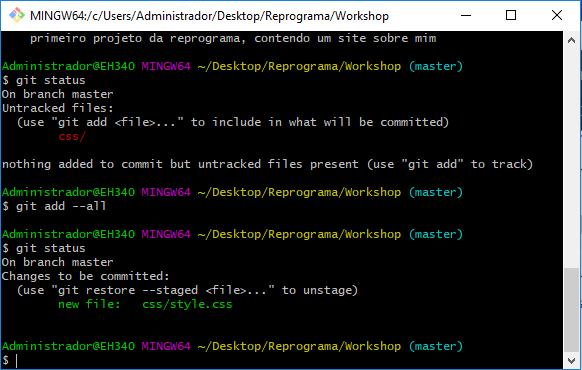 MINGW64:/c/Users/Administrador/Desktop/Reprograma/Workshop
primeiro projeto da reprograma, contendo um site sobre mim
Administrador@EH340 MINGW64 ~/Desktop/Reprograma/Workshop (master)
$ git status
On branch master
Untracked files:
(use "git add <file>..." to include in what will be committed)
css/
nothing added to commit but untracked files present (use "git add" to track)
Administrador@EH340 MINGW64 ~/Desktop/Reprograma/Workshop (master)
$ git add --all
Administrador@EH340 MINGW64 ~/Desktop/Reprograma/Workshop (master)
$ git status
On branch master
Changes to be committed:
(use "git restore --staged <file>..." to unstage)
new file:   css/style.css
Administrador@EH340 MINGW64 ~/Desktop/Reprograma/Workshop (master)
$